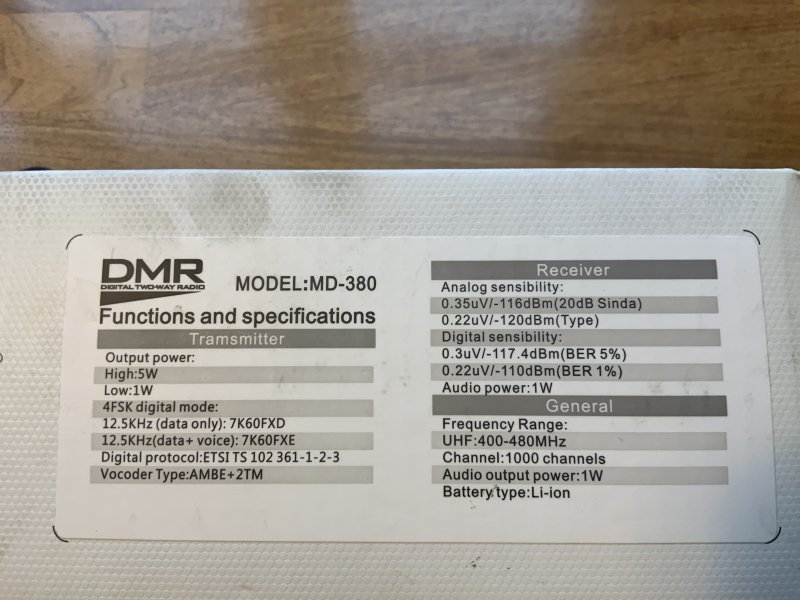 DMR
DIGITAL TWO-WAY RADIO
MODEL:MD-380
Functions and specifications
Tramsmitter
Output power:
High:5W
Low:1W
4FSK digital mode:
12.5KHz (data only): 7K60FXD
12.5KHz(data+ voice): 7K60FXE
Digital protocol:ETSI TS 102 361-1-2-3
Vocoder Type:AMBE+2TM
Receiver
Analog sensibility:
0.35uV/-116dBm(20dB Sinda)
0.22uV/-120dBm(Type)
Digital sensibility:
0.3uV/-117.4dBm(BER 5%)
0.22uV/-110dBm(BER 1%)
Audio power:1W
General
Frequency Range:
UHF:400-480MHz
Channel:1000 channels
Audio output power:1W
Battery type:Li-ion